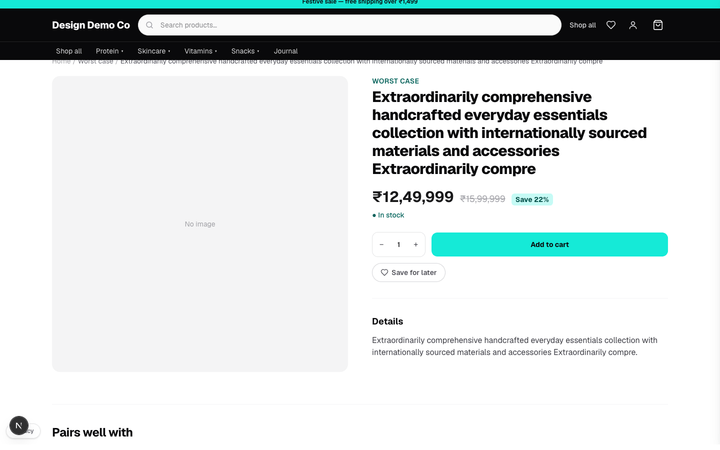 Festive sale — free shipping over ₹1,499
Design Demo Co
Search products...
Shop all
Shop all
Protein
Skincare
Vitamins
Snacks
Journal
Home / Worst case / Extraordinarily comprehensive handcrafted everyday essentials collection with internationally sourced materials and accessories Extraordinarily compre
No image
WORST CASE
Extraordinarily comprehensive
handcrafted everyday essentials
collection with internationally sourced
materials and accessories
Extraordinarily compre
₹12,49,999 ₹15,99,999 Save 22%
● In stock
− 1 +
Add to cart
Save for later
Details
Extraordinarily comprehensive handcrafted everyday essentials collection with
internationally sourced materials and accessories Extraordinarily compre.
N
Pairs well with